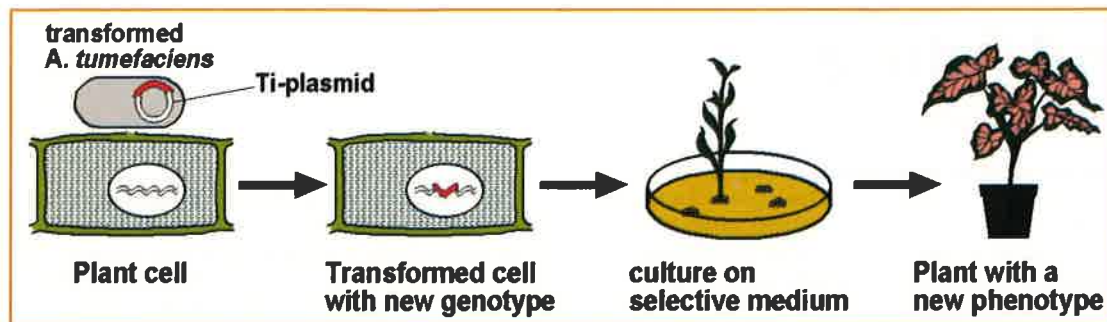 transformed
A. tumefaciens
Ti-plasmid
Plant cell
Transformed cell
with new genotype
culture on
selective medium
Plant with a
new phenotype